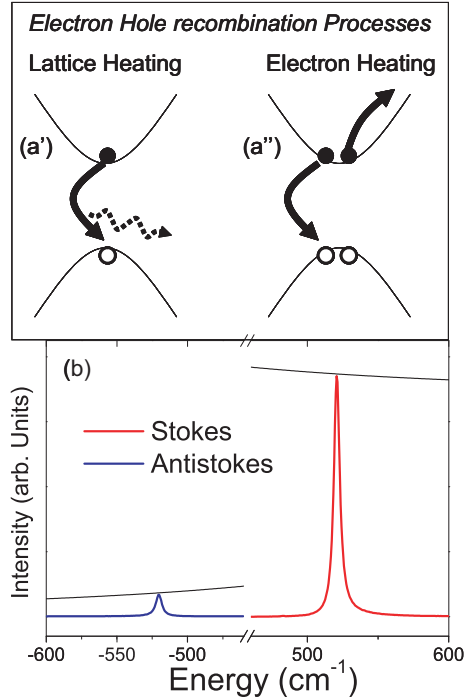 Electron Hole recombination Processes
Lattice Heating
Electron Heating
(a')
(a")
(b)
Stokes
Antistokes
Intensity (arb. Units)
-600
-550
-500
500
600
Energy (cm-1)